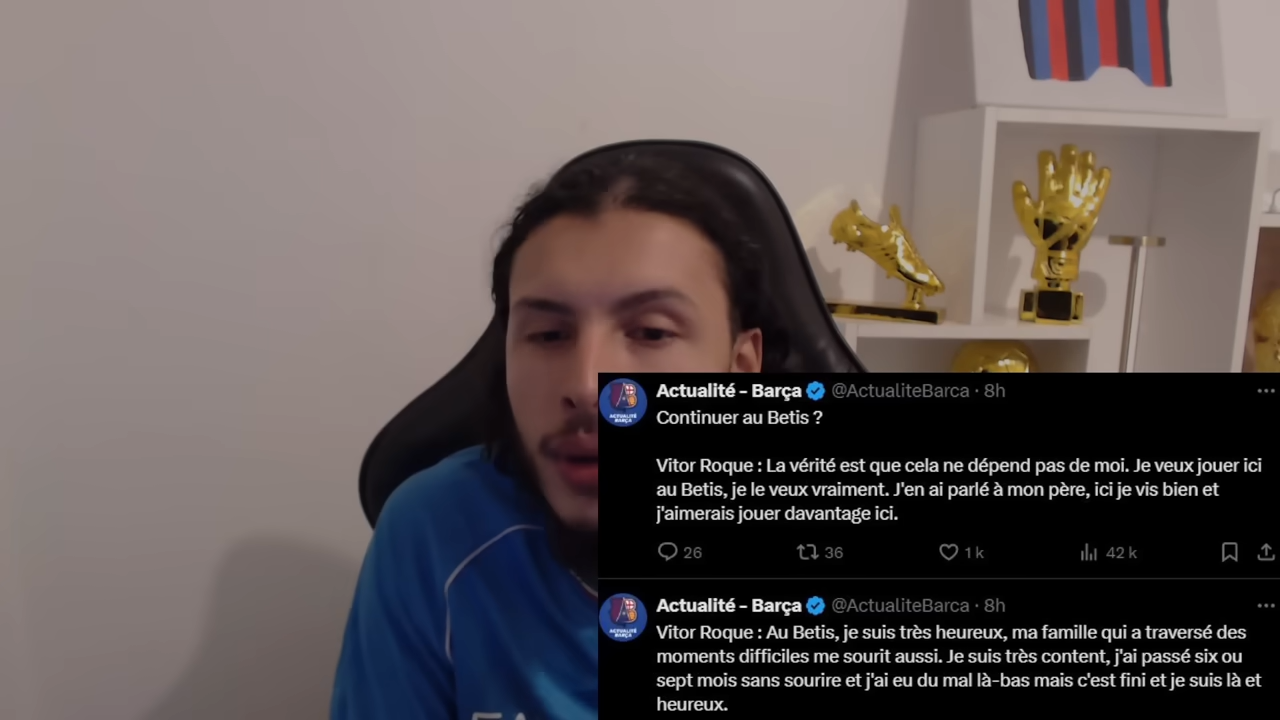 Actualité - Barça @ActualiteBarca · 8h
Continuer au Betis ?
Vitor Roque : La vérité est que cela ne dépend pas de moi. Je veux jouer ici
au Betis, je le veux vraiment. J'en ai parlé à mon père, ici je vis bien et
j'aimerais jouer davantage ici.
26 36 1 k 42 k
Actualité - Barça @ActualiteBarca · 8h
Vitor Roque : Au Betis, je suis très heureux, ma famille qui a traversé des
moments difficiles me sourit aussi. Je suis très content, j'ai passé six ou
sept mois sans sourire et j'ai eu du mal là-bas mais c'est fini et je suis là et
heureux.